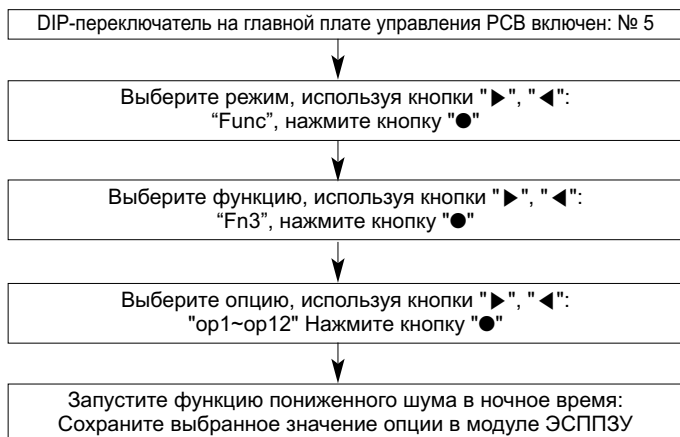 DIP-переключатель на главной плате управления PCB включен: № 5
Выберите режим, используя кнопки "▶", "◀":
“Func”, нажмите кнопку "●"
Выберите функцию, используя кнопки "▶", "◀":
“Fn3”, нажмите кнопку "●"
Выберите опцию, используя кнопки "▶", "◀":
"op1~op12" Нажмите кнопку "●"
Запустите функцию пониженного шума в ночное время:
Сохраните выбранное значение опции в модуле ЭСППЗУ